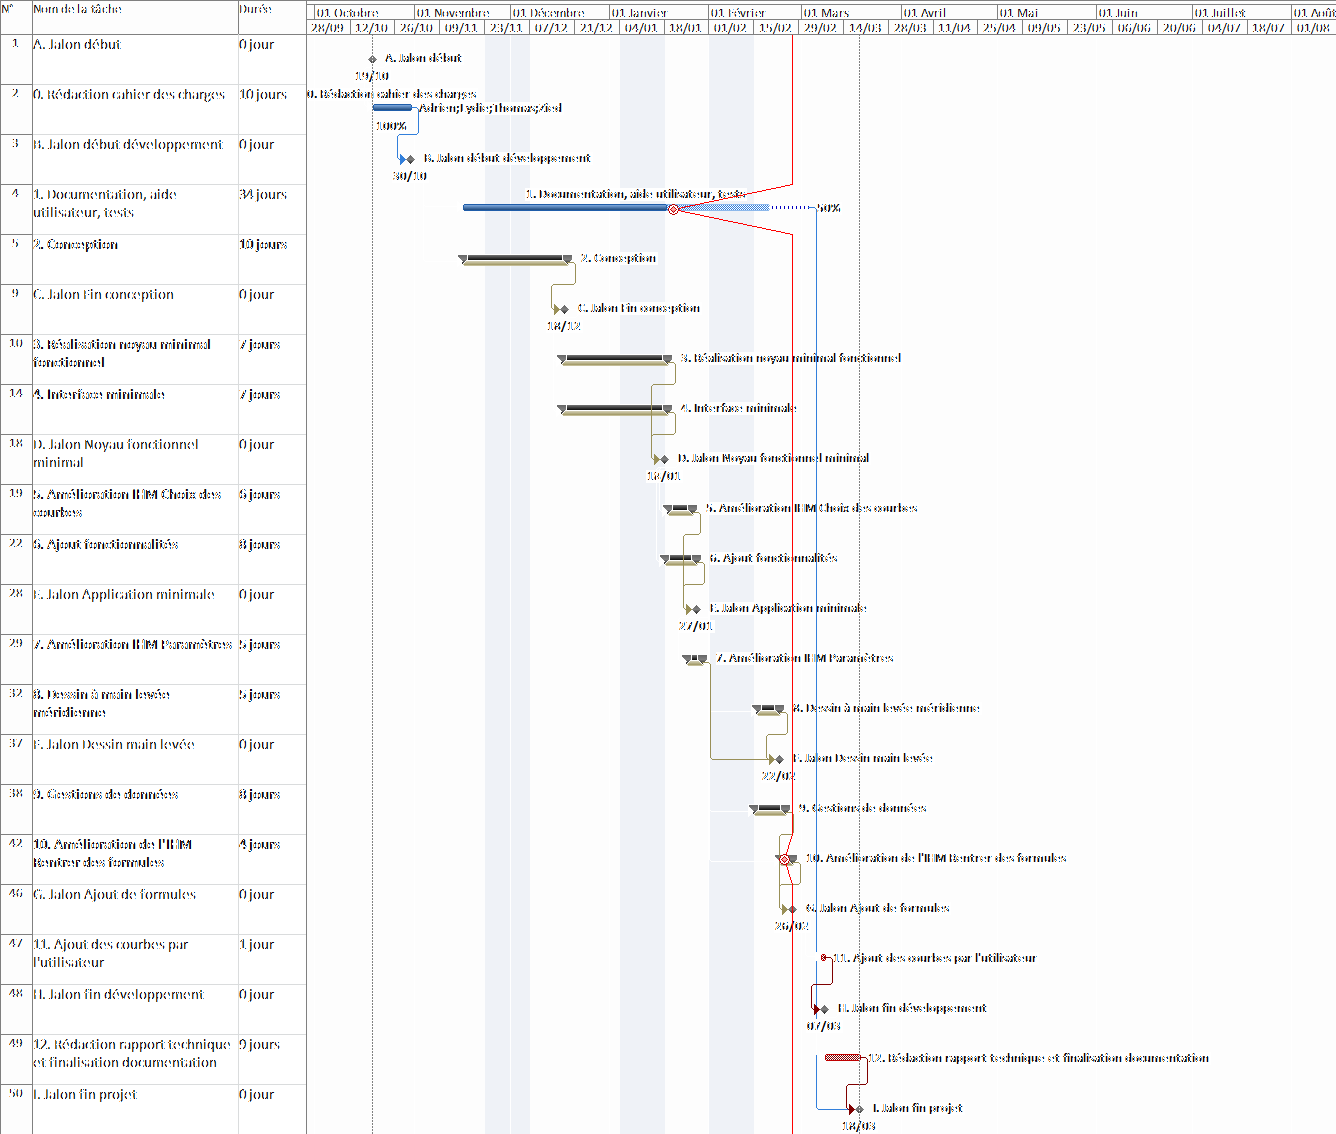 N° Nom de la tâche Durée
01 Octobre 01 Novembre 01 Décembre 01 Janvier 01 Février 01 Mars 01 Avril 01 Mai 01 Juin 01 Juillet 01 Aoû
28/09 12/10 26/10 09/11 23/11 07/12 21/12 04/01 18/01 01/02 15/02 29/02 14/03 28/03 11/04 25/04 09/05 23/05 06/06 20/06 04/07 18/07 01/08
1 A. Jalon début 0 jour
A. Jalon début
19/10
2 0. Rédaction cahier des charges 10 jours
0. Rédaction cahier des charges
Adrien;Lydie;Thomas;Zied
100%
3 B. Jalon début développement 0 jour
B. Jalon début développement
30/10
4 1. Documentation, aide utilisateur, tests 34 jours
1. Documentation, aide utilisateur, tests
50%
5 2. Conception 10 jours
2. Conception
9 C. Jalon Fin conception 0 jour
C. Jalon Fin conception
18/12
10 3. Réalisation noyau minimal fonctionnel 7 jours
3. Réalisation noyau minimal fonctionnel
14 4. Interface minimale 7 jours
4. Interface minimale
18 D. Jalon Noyau fonctionnel minimal 0 jour
D. Jalon Noyau fonctionnel minimal
18/01
19 5. Amélioration IHM Choix des courbes 6 jours
5. Amélioration IHM Choix des courbes
22 6. Ajout fonctionnalités 8 jours
6. Ajout fonctionnalités
28 E. Jalon Application minimale 0 jour
E. Jalon Application minimale
27/01
29 7. Amélioration IHM Paramètres 5 jours
7. Amélioration IHM Paramètres
32 8. Dessin à main levée méridienne 5 jours
8. Dessin à main levée méridienne
37 F. Jalon Dessin main levée 0 jour
F. Jalon Dessin main levée
22/02
38 9. Gestions de données 8 jours
9. Gestions de données
42 10. Amélioration de l'IHM Rentrer des formules 4 jours
10. Amélioration de l'IHM Rentrer des formules
46 G. Jalon Ajout de formules 0 jour
G. Jalon Ajout de formules
26/02
47 11. Ajout des courbes par l'utilisateur 1 jour
11. Ajout des courbes par l'utilisateur
48 H. Jalon fin développement 0 jour
H. Jalon fin développement
07/03
49 12. Rédaction rapport technique et finalisation documentation 9 jours
12. Rédaction rapport technique et finalisation documentation
50 I. Jalon fin projet 0 jour
I. Jalon fin projet
18/03